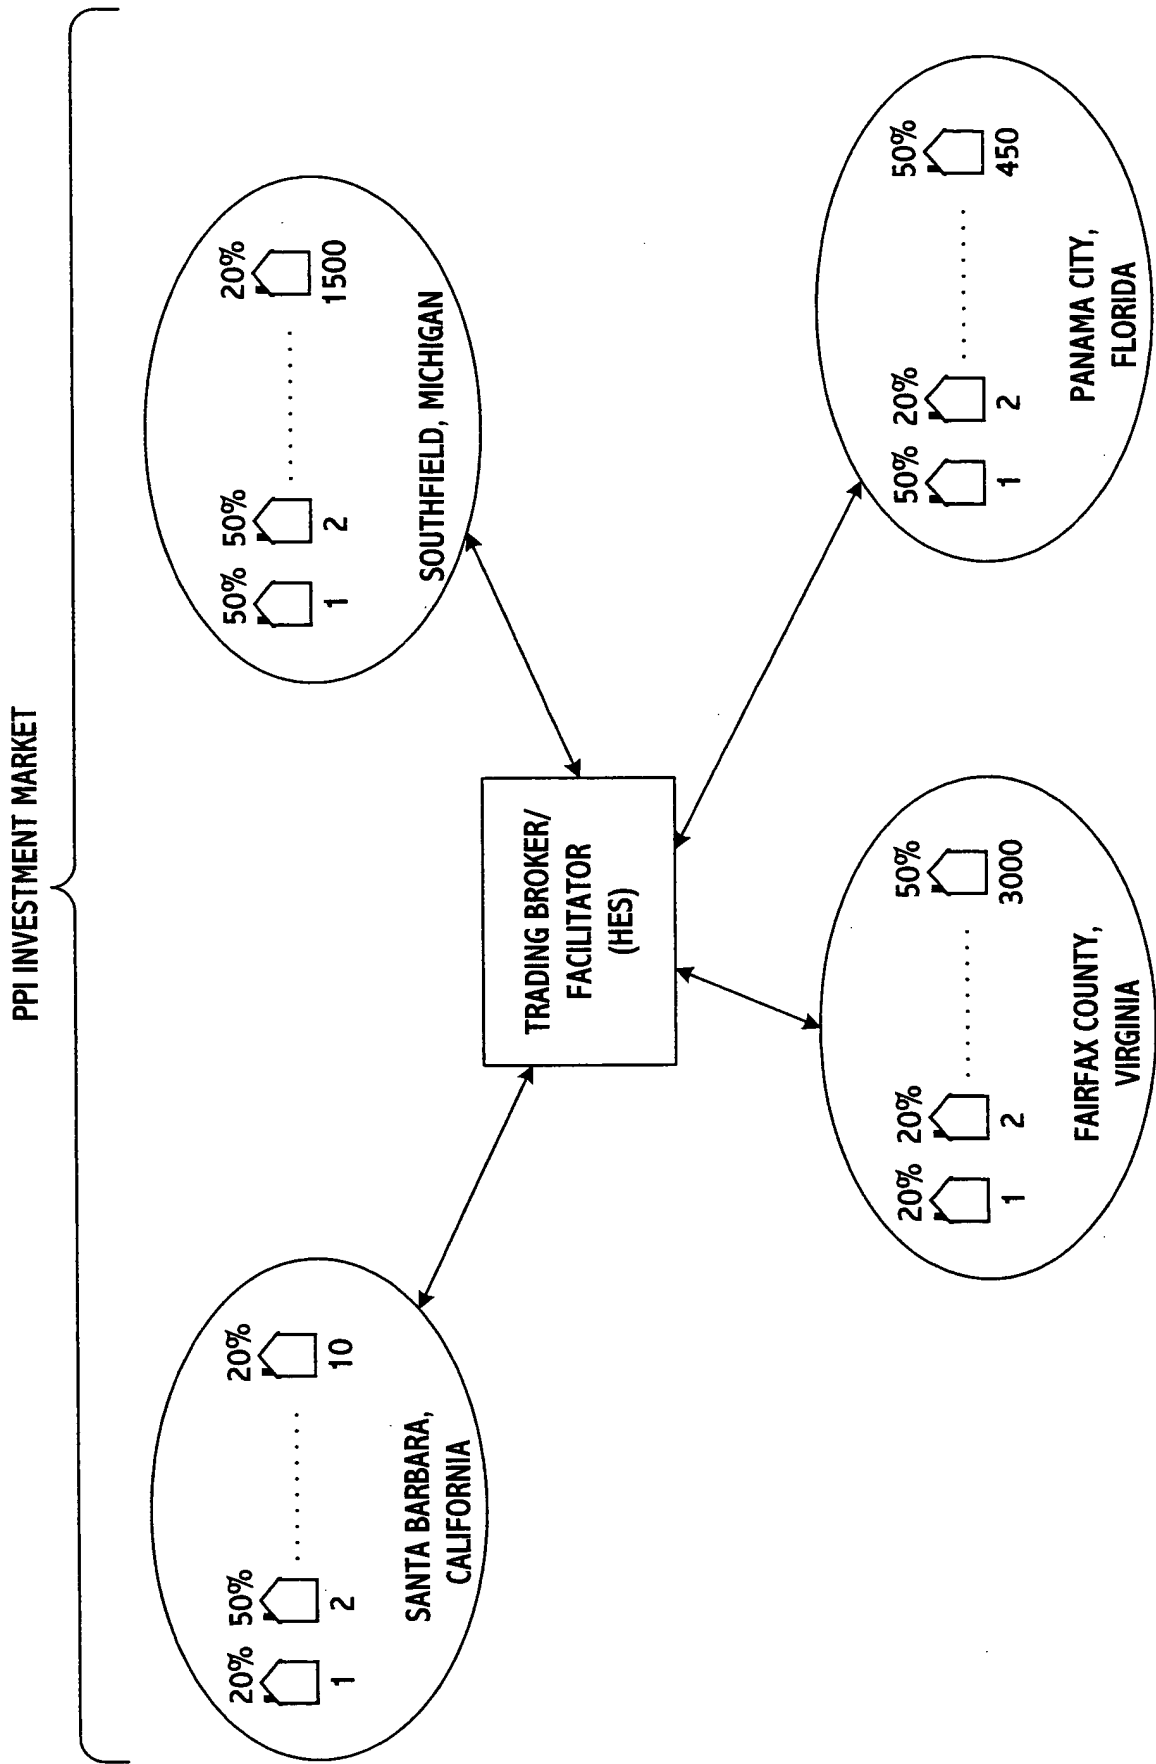 PPI INVESTMENT MARKET
20% 50% 20%
1 2 10
SANTA BARBARA,
CALIFORNIA
50% 50% 20%
1 2 1500
SOUTHFIELD, MICHIGAN
TRADING BROKER/
FACILITATOR
(HES)
20% 20% 50%
1 2 3000
FAIRFAX COUNTY,
VIRGINIA
50% 20% 50%
1 2 450
PANAMA CITY,
FLORIDA